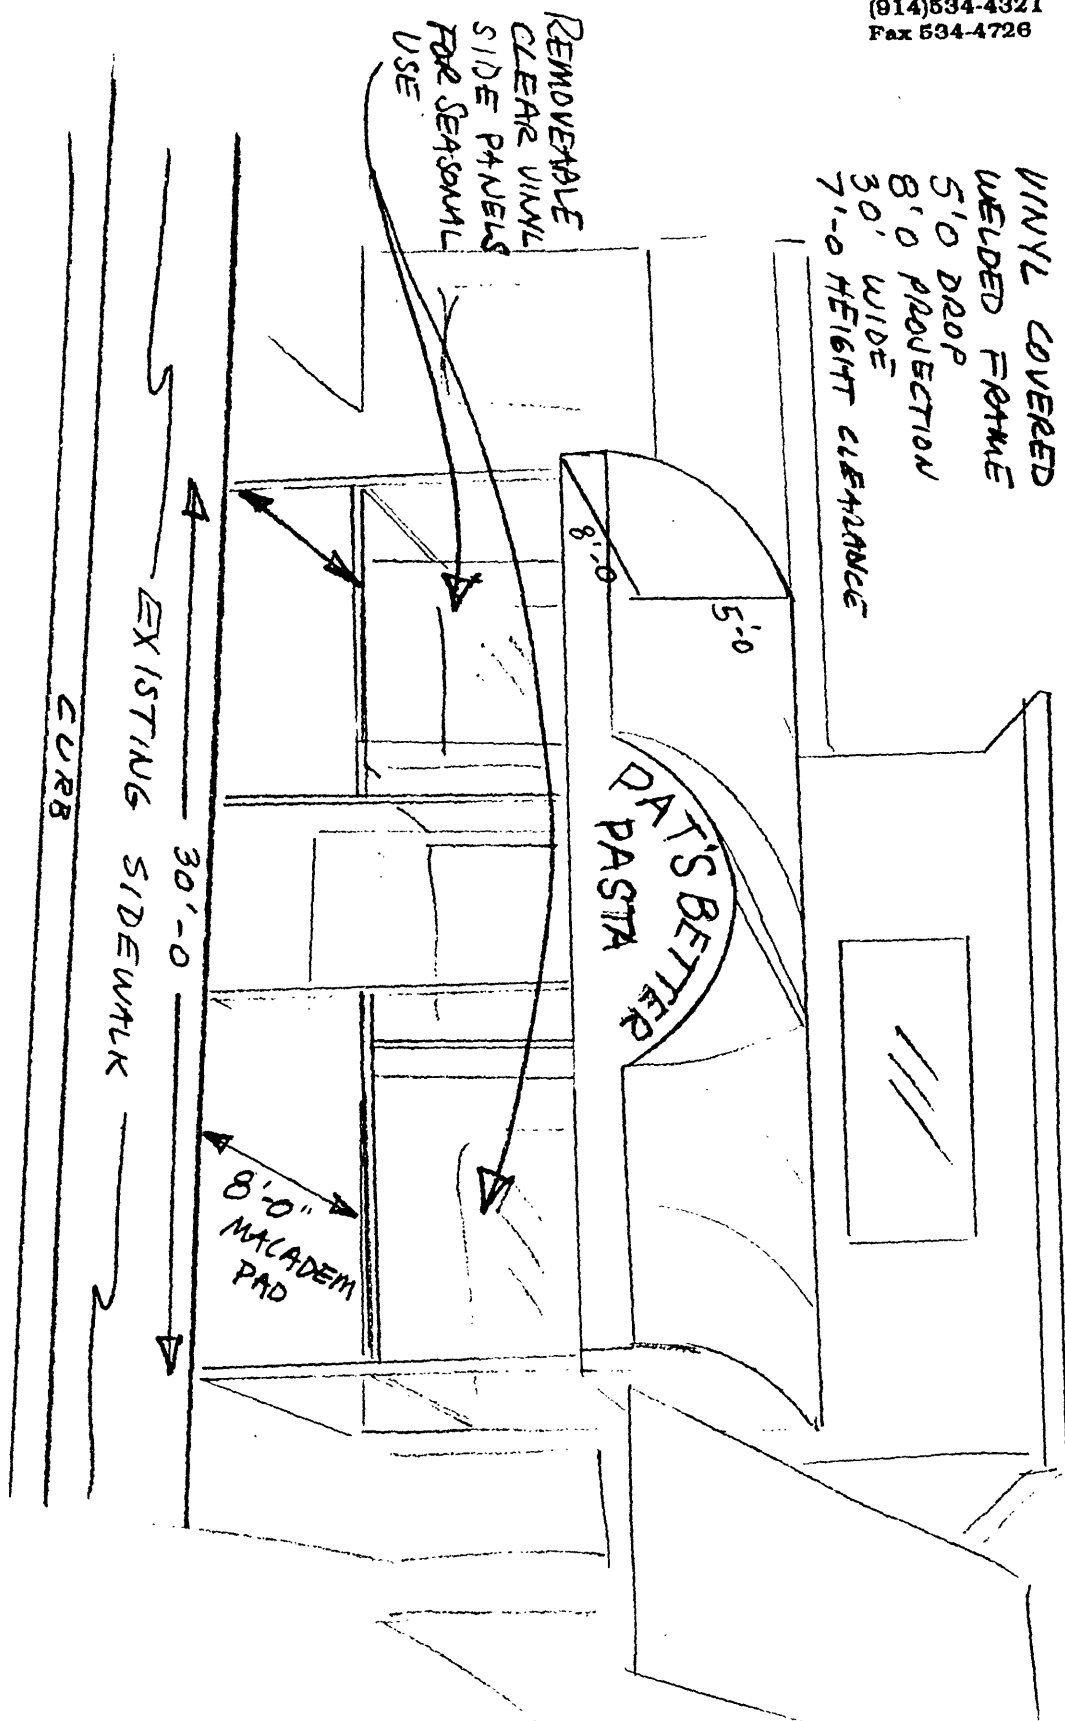 (914)534-4321
Fax 534-4726
VINYL COVERED
WELDED FRAME
5'0 DROP
8'0 PROJECTION
30' WIDE
7'-0 HEIGHT CLEARANCE
REMOVEABLE
CLEAR VINYL
SIDE PANELS
FOR SEASONAL
USE
5'-0
8'-0
PAT'S BETTER
PASTA
8'-0"
MACADEM
PAD
30'-0
EXISTING SIDEWALK
CURB